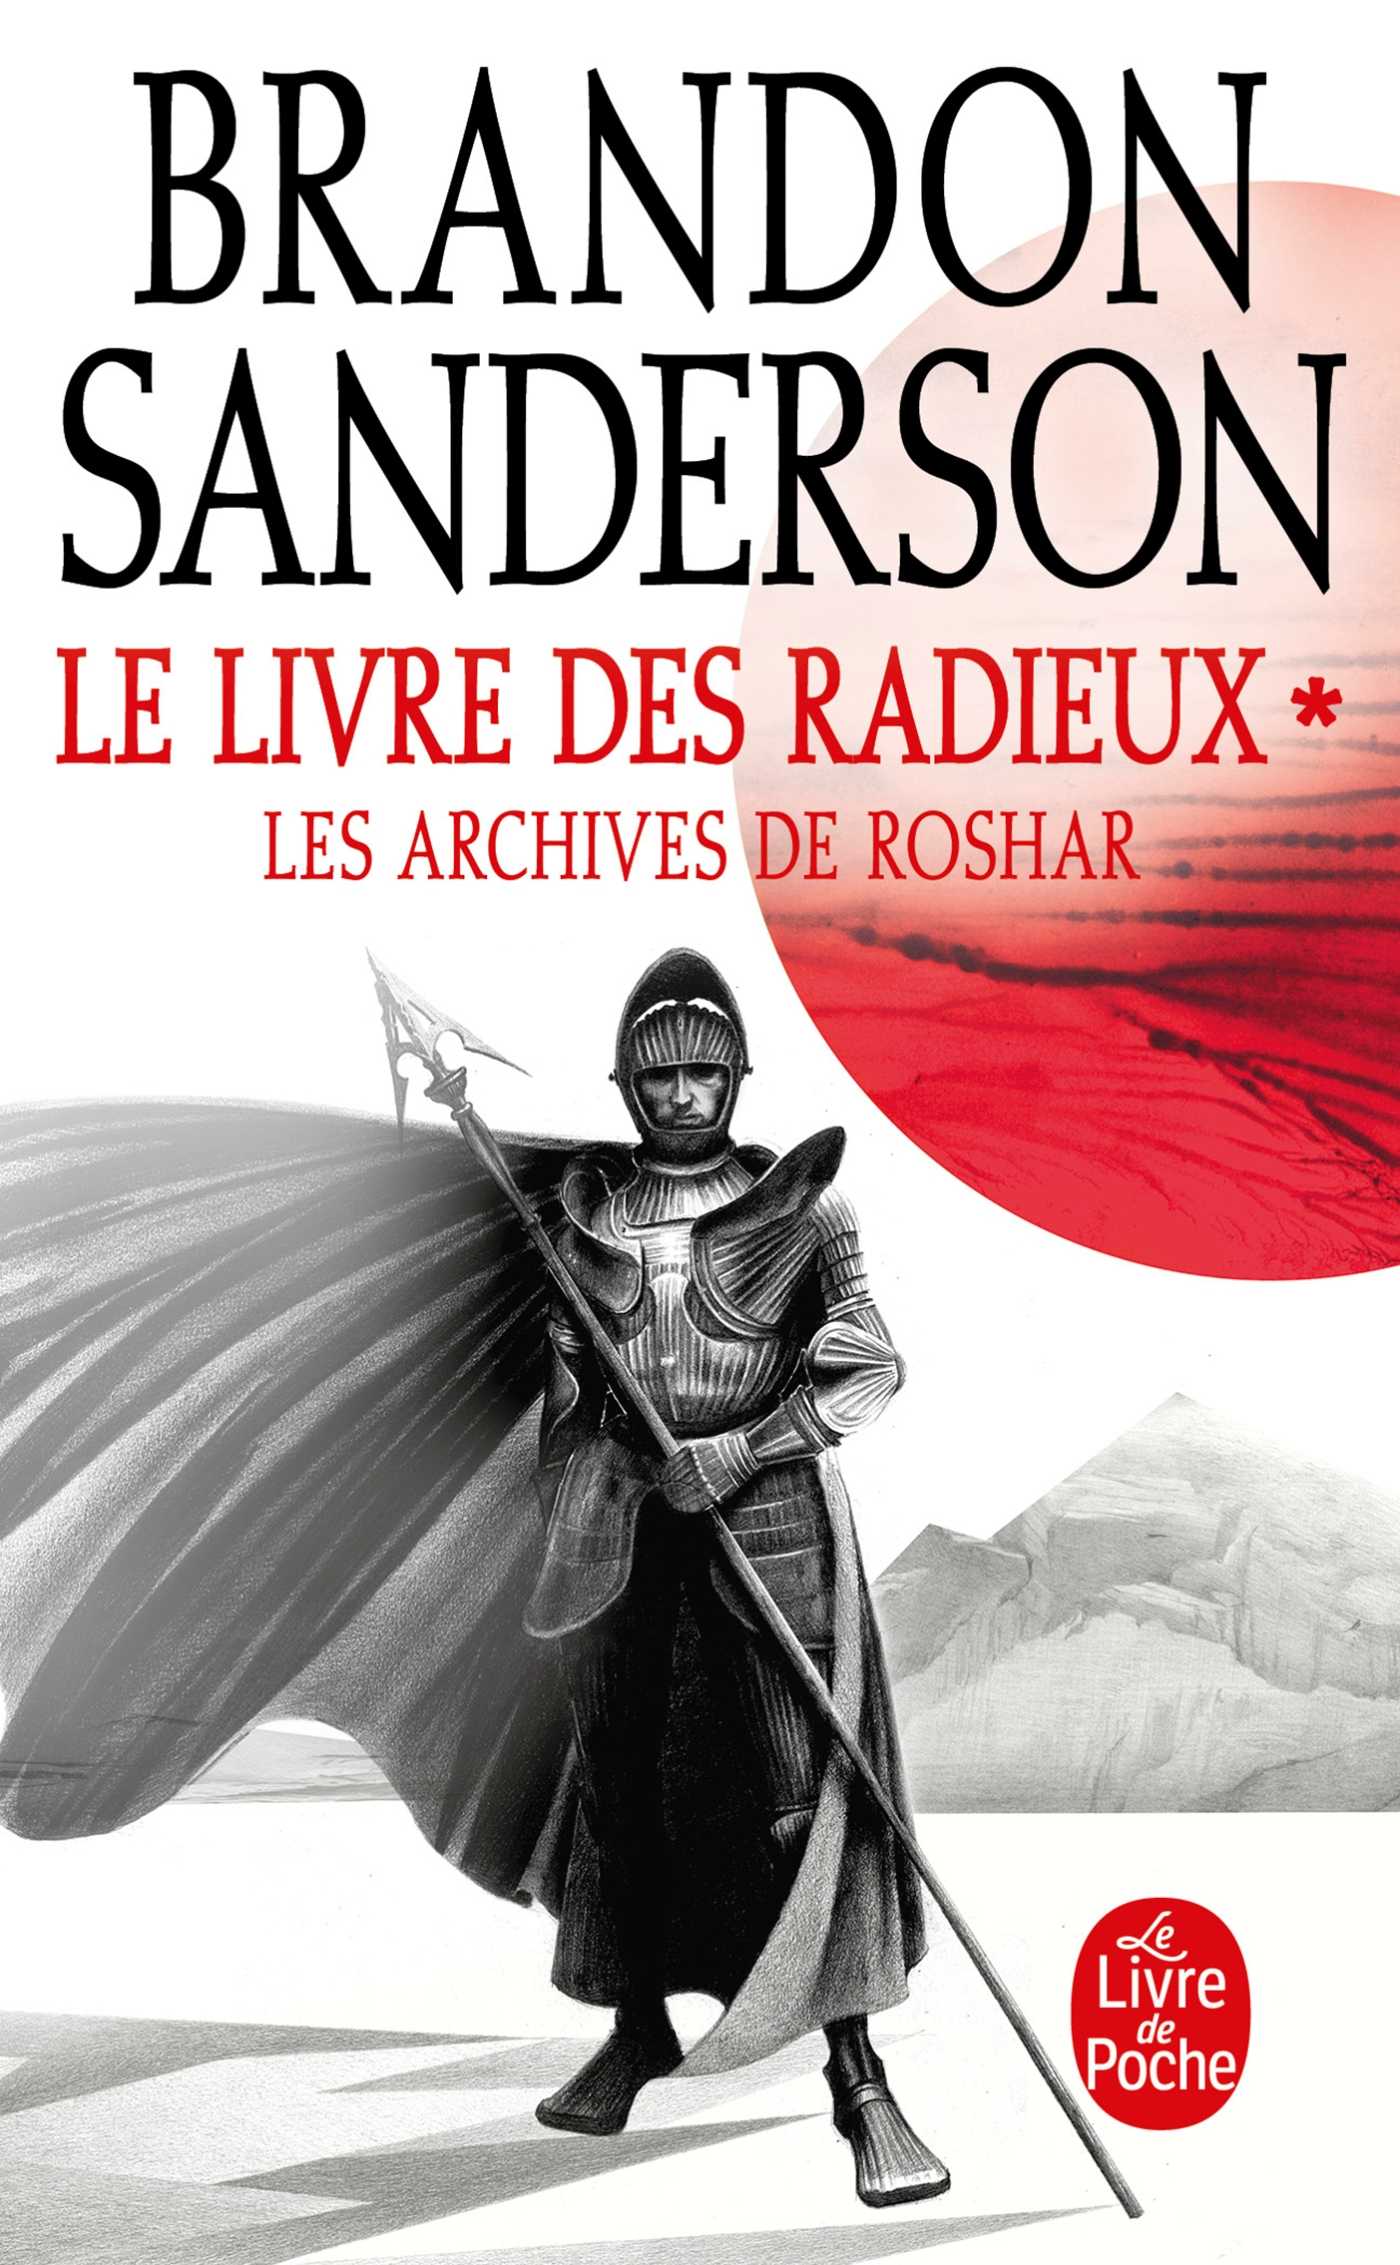 BRANDON
SANDERSON
LE LIVRE DES RADIEUX *
LES ARCHIVES DE ROSHAR
Le
Livre
de
Poche